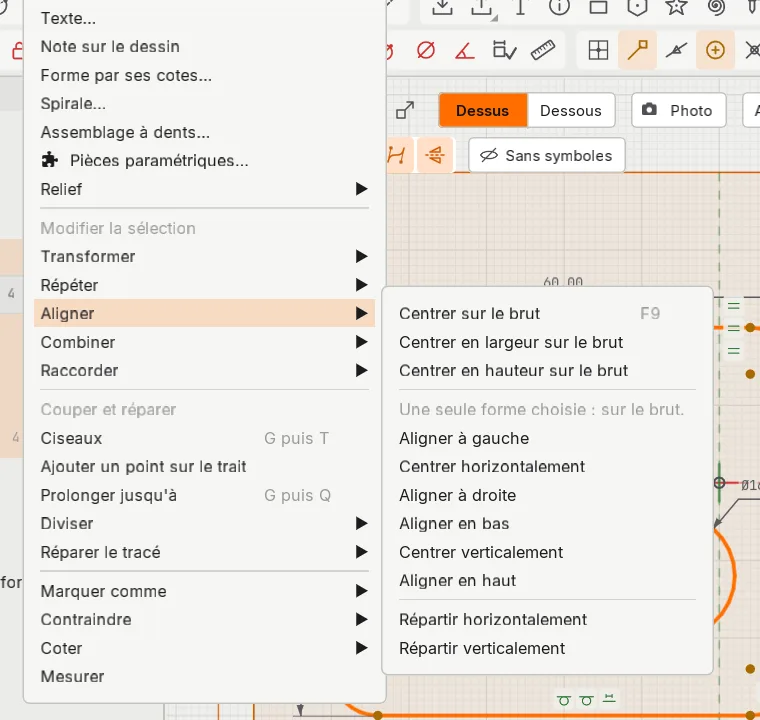 Texte...
Note sur le dessin
Forme par ses cotes...
Spirale...
Assemblage à dents...
Pièces paramétriques...
Relief
Modifier la sélection
Transformer
Répéter
Aligner
Combiner
Raccorder
Couper et réparer
Ciseaux G puis T
Ajouter un point sur le trait
Prolonger jusqu'à G puis Q
Diviser
Réparer le tracé
Marquer comme
Contraindre
Coter
Mesurer
Dessus Dessous Photo
Sans symboles
60.00
Centrer sur le brut F9
Centrer en largeur sur le brut
Centrer en hauteur sur le brut
Une seule forme choisie : sur le brut.
Aligner à gauche
Centrer horizontalement
Aligner à droite
Aligner en bas
Centrer verticalement
Aligner en haut
Répartir horizontalement
Répartir verticalement
4
4
for